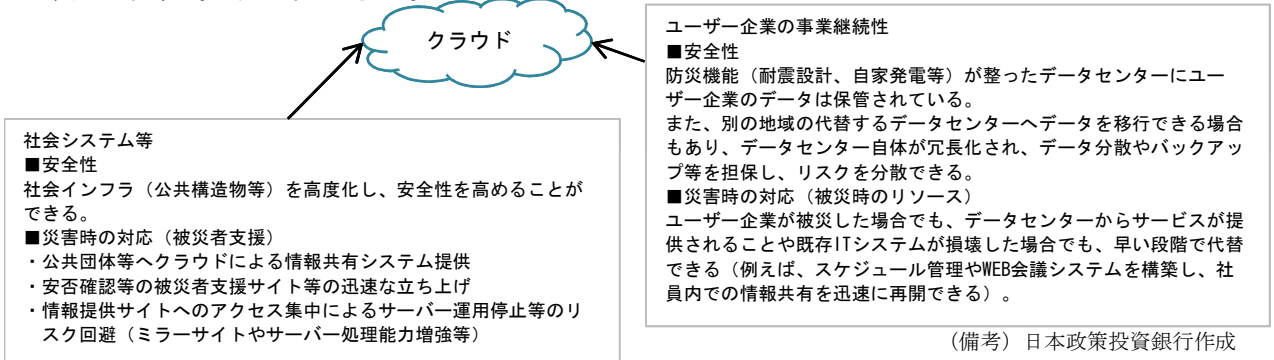 クラウド
社会システム等
■安全性
社会インフラ（公共構造物等）を高度化し、安全性を高めることが
できる。
■災害時の対応（被災者支援）
・公共団体等へクラウドによる情報共有システム提供
・安否確認等の被災者支援サイト等の迅速な立ち上げ
・情報提供サイトへのアクセス集中によるサーバー運用停止等のリ
スク回避（ミラーサイトやサーバー処理能力増強等）
ユーザー企業の事業継続性
■安全性
防災機能（耐震設計、自家発電等）が整ったデータセンターにユー
ザー企業のデータは保管されている。
また、別の地域の代替するデータセンターへデータを移行できる場合
もあり、データセンター自体が冗長化され、データ分散やバックアッ
プ等を担保し、リスクを分散できる。
■災害時の対応（被災時のリソース）
ユーザー企業が被災した場合でも、データセンターからサービスが提
供されることや既存ITシステムが損壊した場合でも、早い段階で代替
できる（例えば、スケジュール管理やWEB会議システムを構築し、社
員内での情報共有を迅速に再開できる）。
（備考）日本政策投資銀行作成